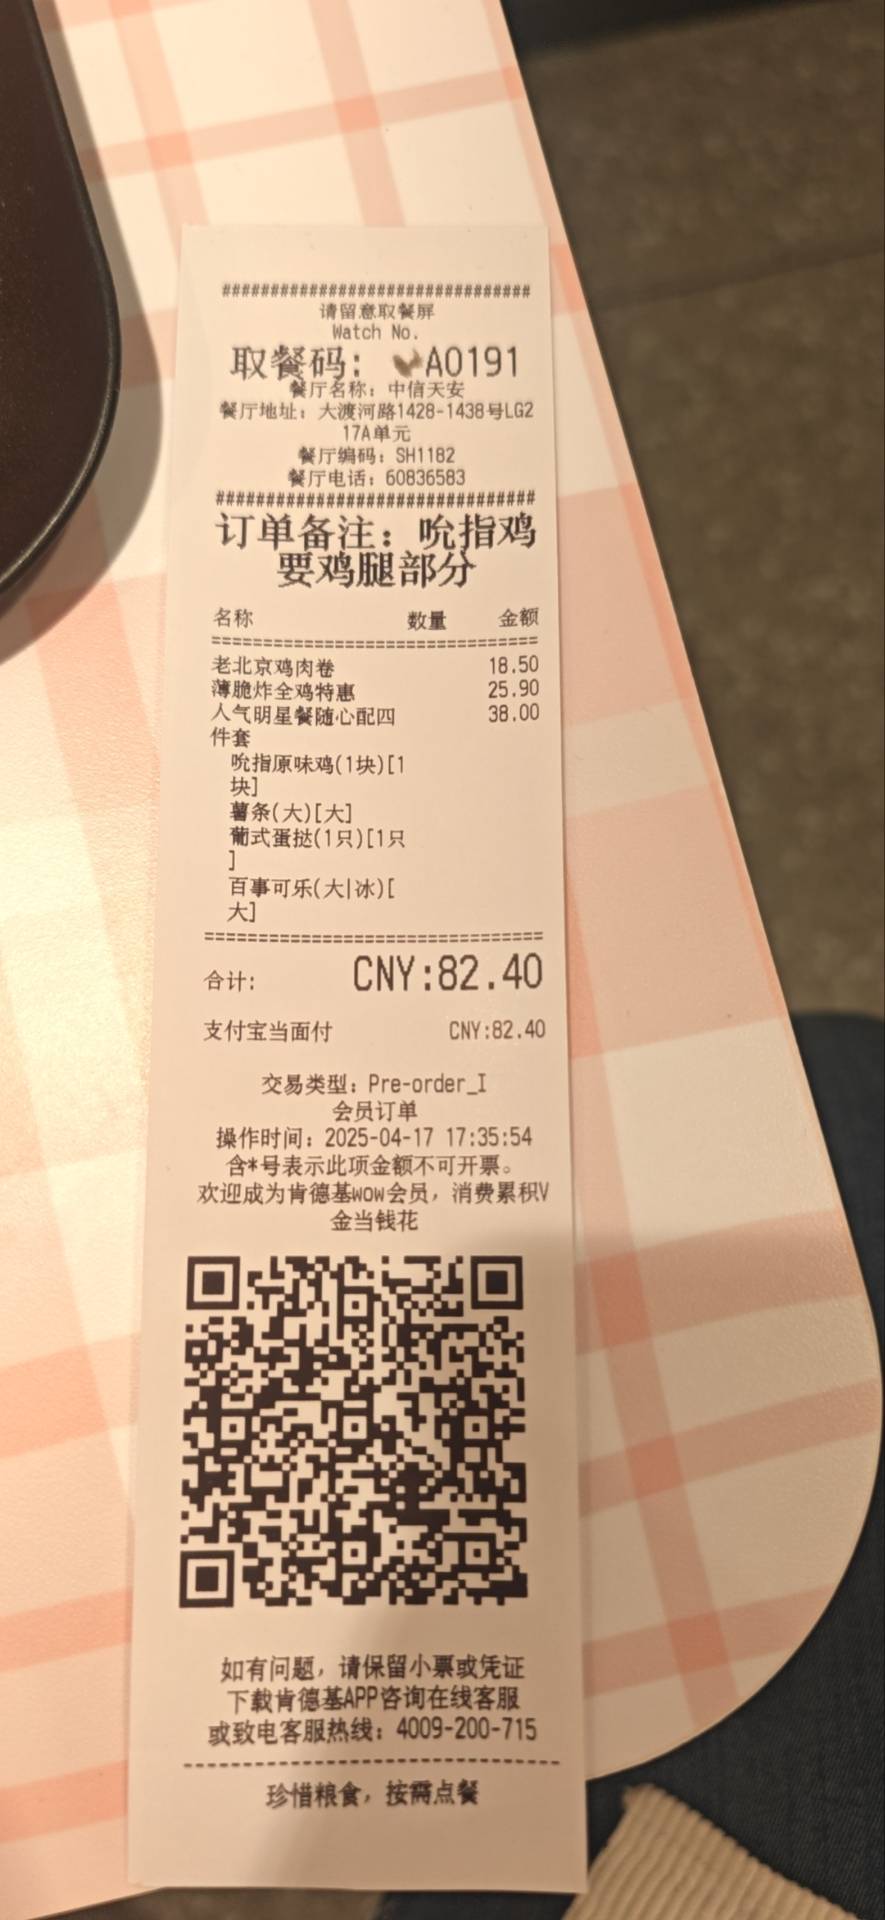 ################################
请留意取餐屏
Watch No.
取餐码: A0191
餐厅名称: 中信天安
餐厅地址: 大渡河路1428-1438号LG2
17A单元
餐厅编码: SH1182
餐厅电话: 60836583
################################
订单备注: 吮指鸡
要鸡腿部分
名称 数量 金额
================================
老北京鸡肉卷 18.50
薄脆炸全鸡特惠 25.90
人气明星餐随心配四 38.00
件套
吮指原味鸡(1块)[1
块]
薯条(大)[大]
葡式蛋挞(1只)[1只
]
百事可乐(大|冰)[
大]
================================
合计: CNY:82.40
支付宝当面付 CNY:82.40
交易类型: Pre-order_I
会员订单
操作时间: 2025-04-17 17:35:54
含*号表示此项金额不可开票。
欢迎成为肯德基wow会员, 消费累积V
金当钱花
如有问题, 请保留小票或凭证
下载肯德基APP咨询在线客服
或致电客服热线: 4009-200-715
--------------------------------
珍惜粮食, 按需点餐